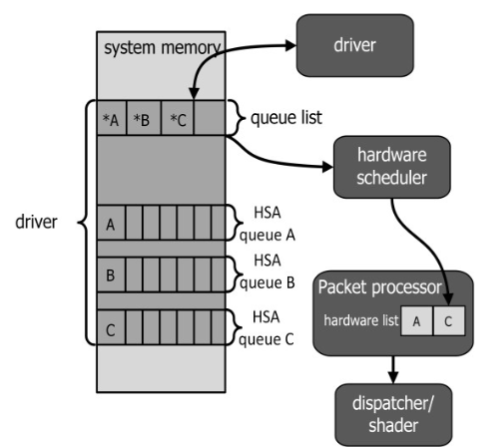 system memory
driver
*A *B *C
queue list
hardware
scheduler
driver
A
HSA
queue A
B
HSA
queue B
C
HSA
queue C
Packet processor
hardware list A C
dispatcher/
shader